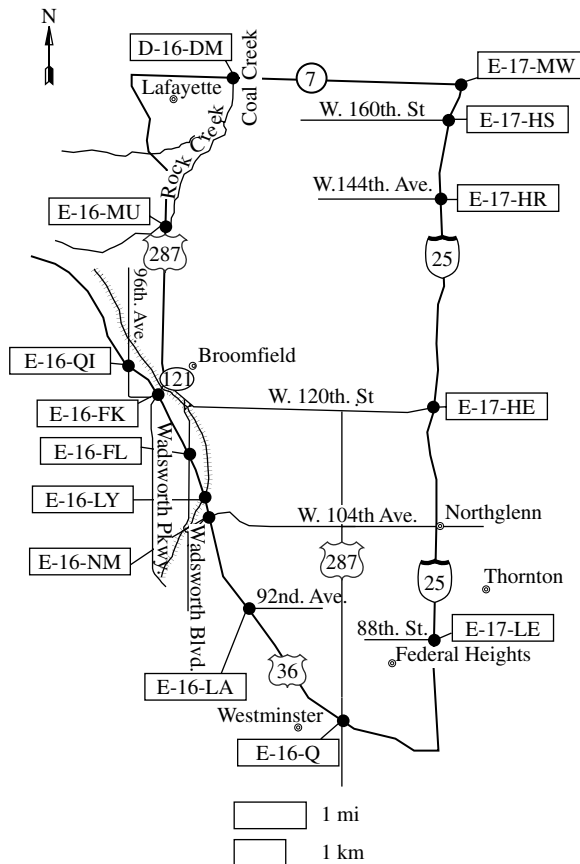 N
D-16-DM
Coal Creek
7
E-17-MW
Lafayette
W. 160th. St
E-17-HS
Rock Creek
W.144th. Ave.
E-17-HR
E-16-MU
287
25
96th. Ave.
E-16-QI
Broomfield
121
W. 120th. St
E-17-HE
E-16-FK
E-16-FL
Wadsworth Pkwy.
E-16-LY
W. 104th Ave.
Northglenn
E-16-NM
Wadsworth Blvd.
287
25
Thornton
92nd. Ave.
88th. St.
E-17-LE
Federal Heights
E-16-LA
36
Westminster
E-16-Q
1 mi
1 km